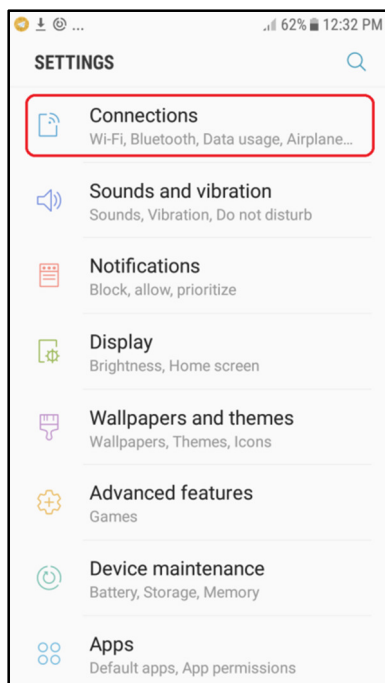 ... 62% 12:32 PM
SETTINGS
Connections
Wi-Fi, Bluetooth, Data usage, Airplane...
Sounds and vibration
Sounds, Vibration, Do not disturb
Notifications
Block, allow, prioritize
Display
Brightness, Home screen
Wallpapers and themes
Wallpapers, Themes, Icons
Advanced features
Games
Device maintenance
Battery, Storage, Memory
Apps
Default apps, App permissions